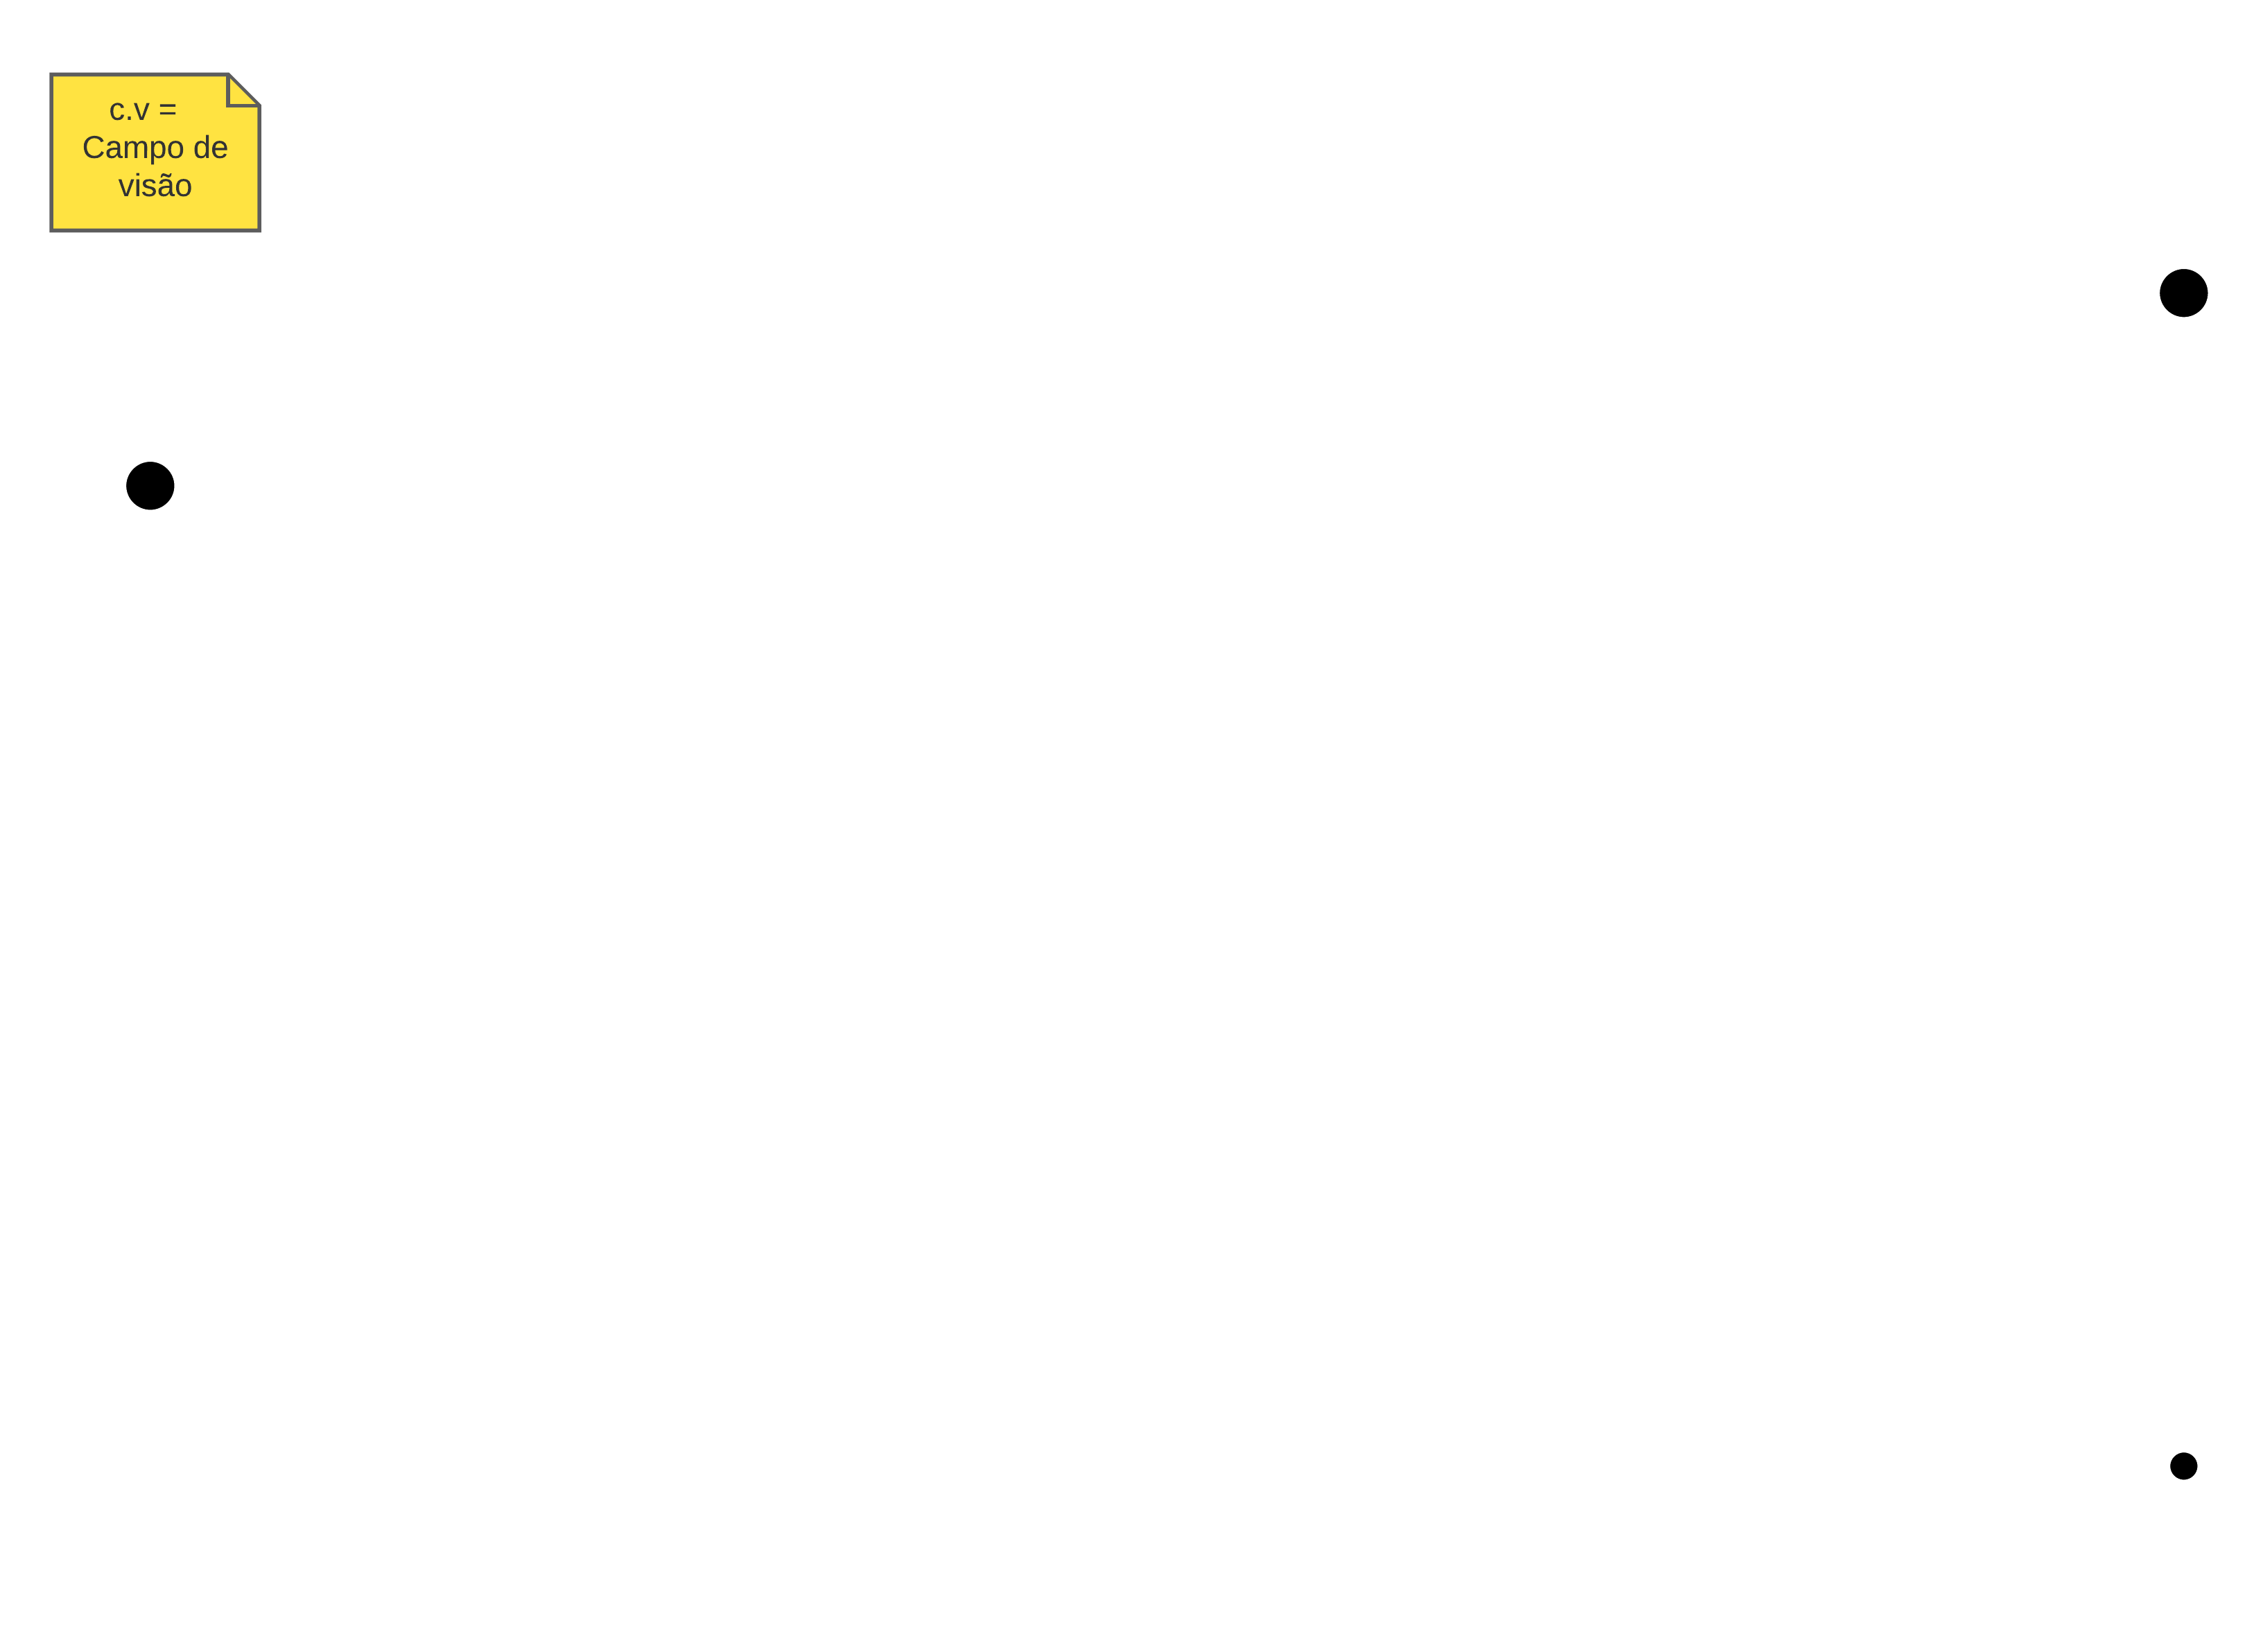 c.v =
Campo de
visão